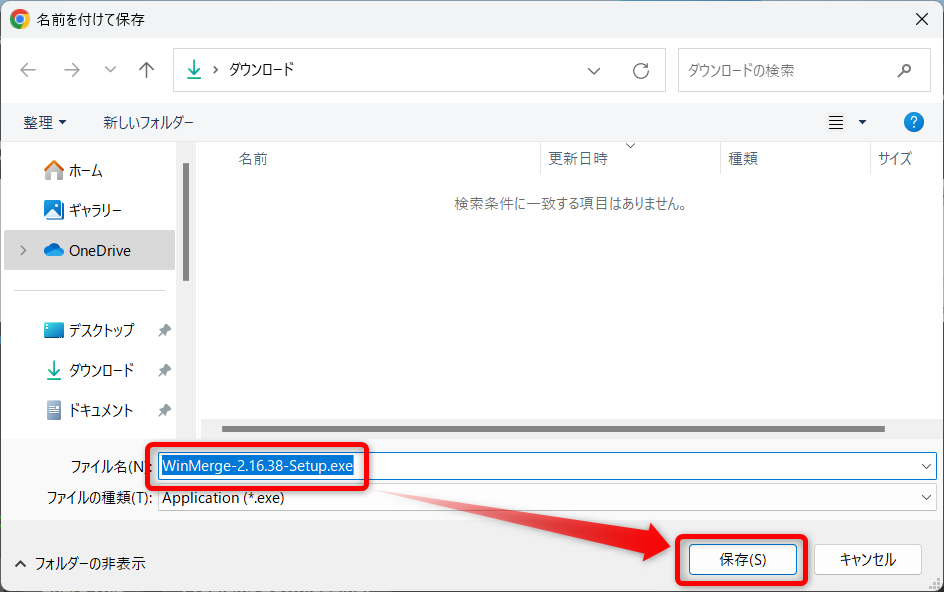 名前を付けて保存
ダウンロード
ダウンロードの検索
整理
新しいフォルダー
?
名前
更新日時
種類
サイズ
検索条件に一致する項目はありません。
ホーム
ギャラリー
OneDrive
デスクトップ
ダウンロード
ドキュメント
ファイル名(N):
WinMerge-2.16.38-Setup.exe
ファイルの種類(T):
Application (*.exe)
フォルダーの非表示
保存(S)
キャンセル